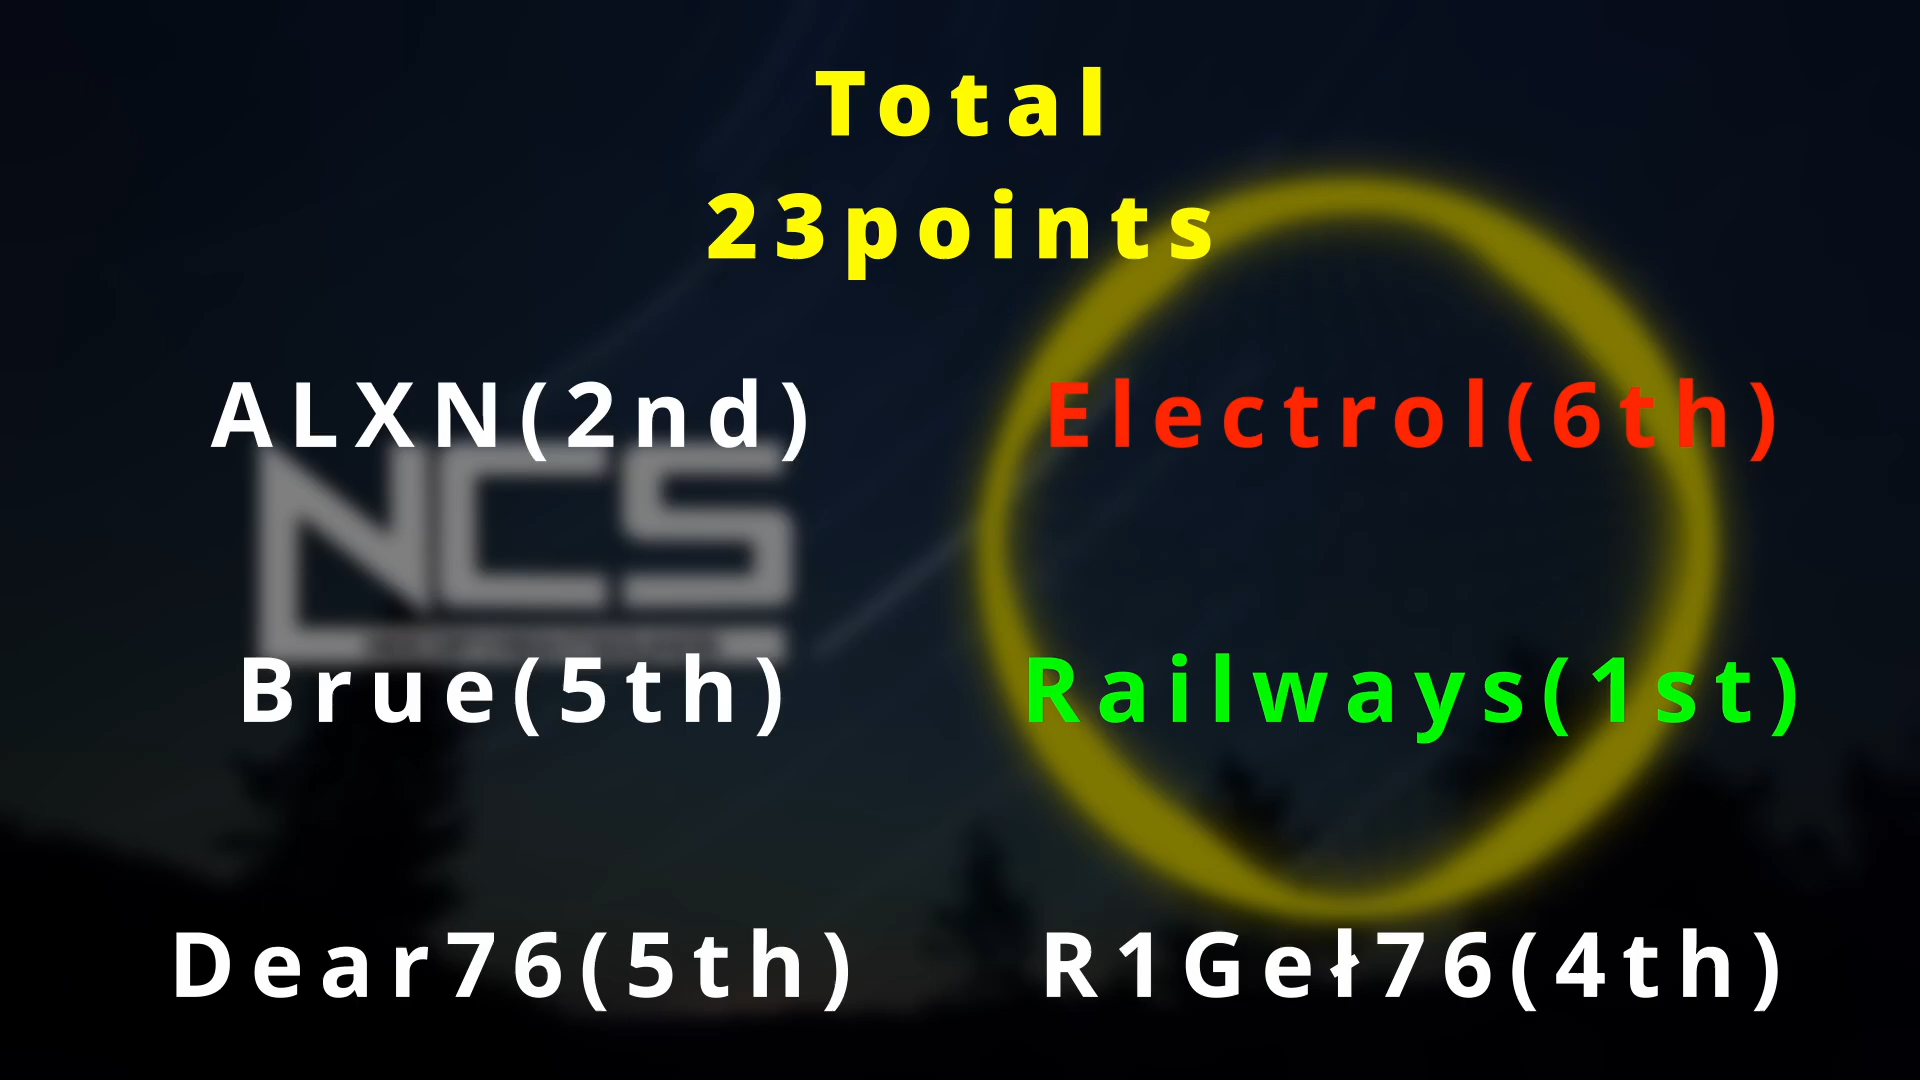 Total
23points
ALXN(2nd)
Electrol(6th)
NCS
Brue(5th)
Railways(1st)
Dear76(5th)
R1Geł76(4th)